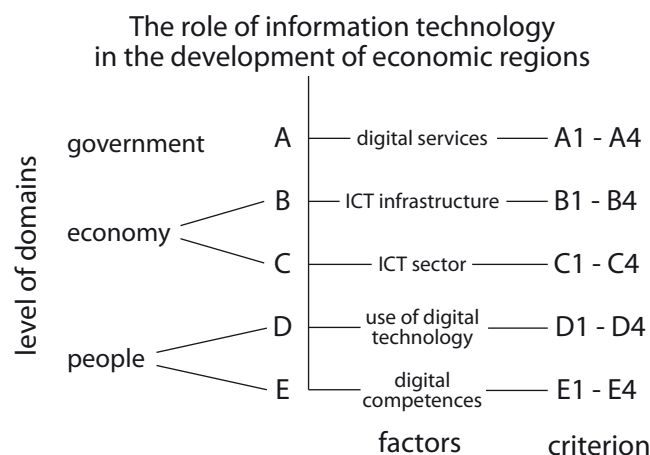 The role of information technology
in the development of economic regions
level of domains
government
A
digital services
A1 - A4
economy
B
ICT infrastructure
B1 - B4
C
ICT sector
C1 - C4
people
D
use of digital
technology
D1 - D4
E
digital
competences
E1 - E4
factors
criterion